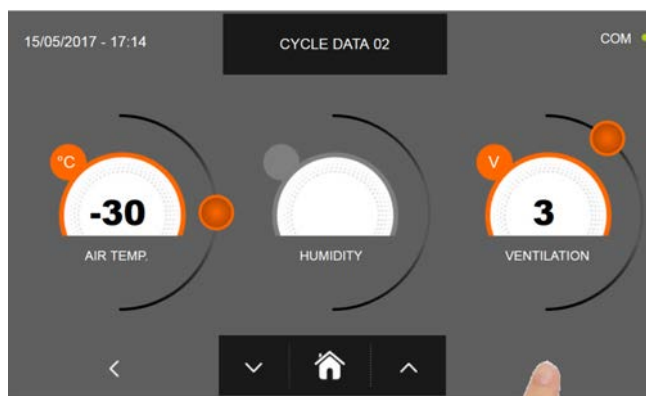 15/05/2017 - 17:14
CYCLE DATA 02
COM
°C
V
-30
3
AIR TEMP.
HUMIDITY
VENTILATION